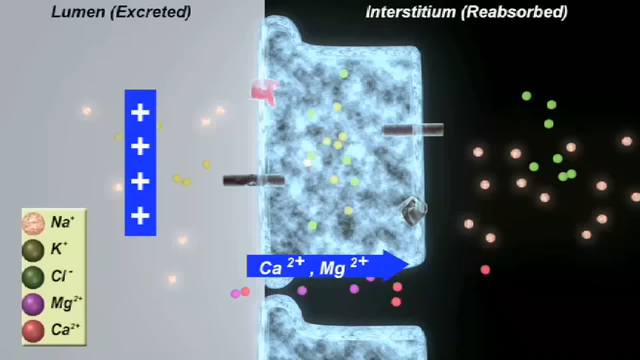 Lumen (Excreted)
Interstitium (Reabsorbed)
+
+
+
+
Ca 2+ , Mg 2+
Na+
K+
Cl-
Mg2+
Ca2+